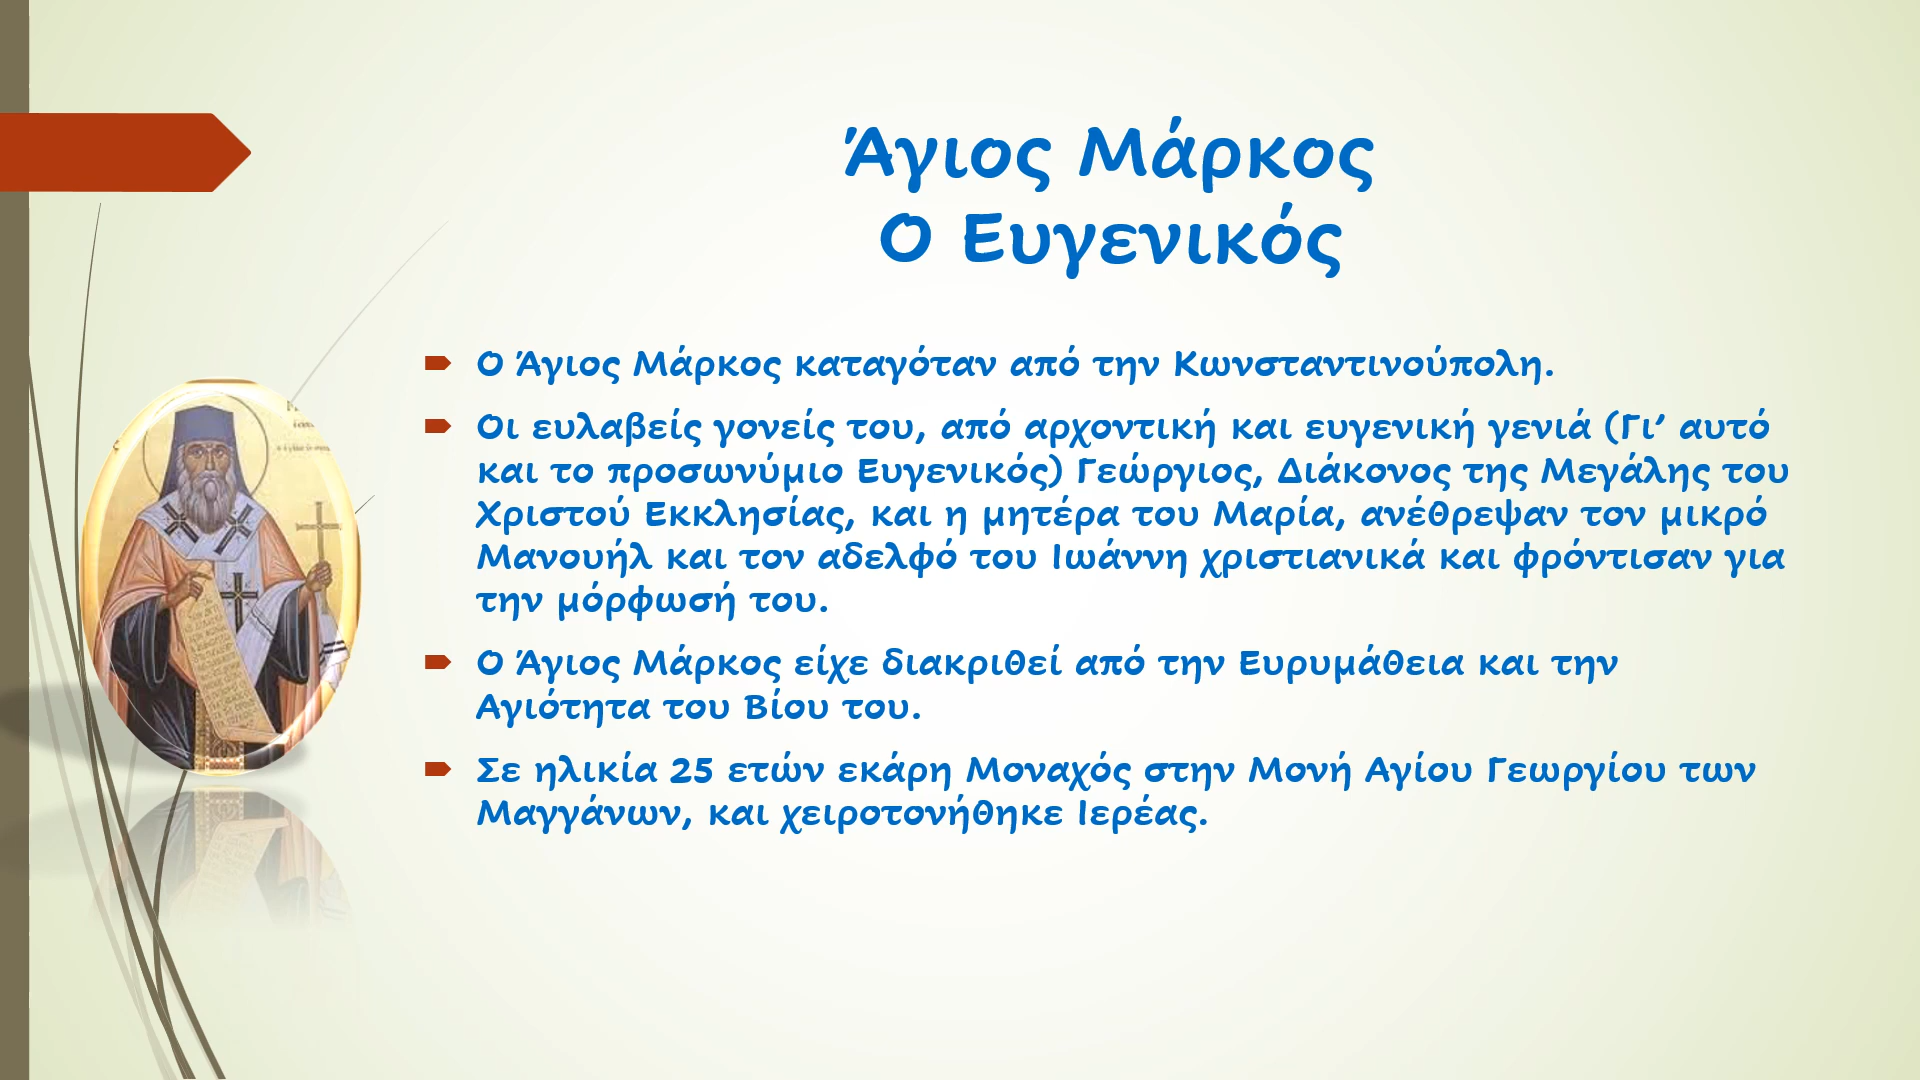 Άγιος Μάρκος
Ο Ευγενικός
Ο Άγιος Μάρκος καταγόταν από την Κωνσταντινούπολη.
Οι ευλαβείς γονείς του, από αρχοντική και ευγενική γενιά (Γι’ αυτό
και το προσωνύμιο Ευγενικός) Γεώργιος, Διάκονος της Μεγάλης του
Χριστού Εκκλησίας, και η μητέρα του Μαρία, ανέθρεψαν τον μικρό
Μανουήλ και τον αδελφό του Ιωάννη χριστιανικά και φρόντισαν για
την μόρφωσή του.
Ο Άγιος Μάρκος είχε διακριθεί από την Ευρυμάθεια και την
Αγιότητα του Βίου του.
Σε ηλικία 25 ετών εκάρη Μοναχός στην Μονή Αγίου Γεωργίου των
Μαγγάνων, και χειροτονήθηκε Ιερέας.